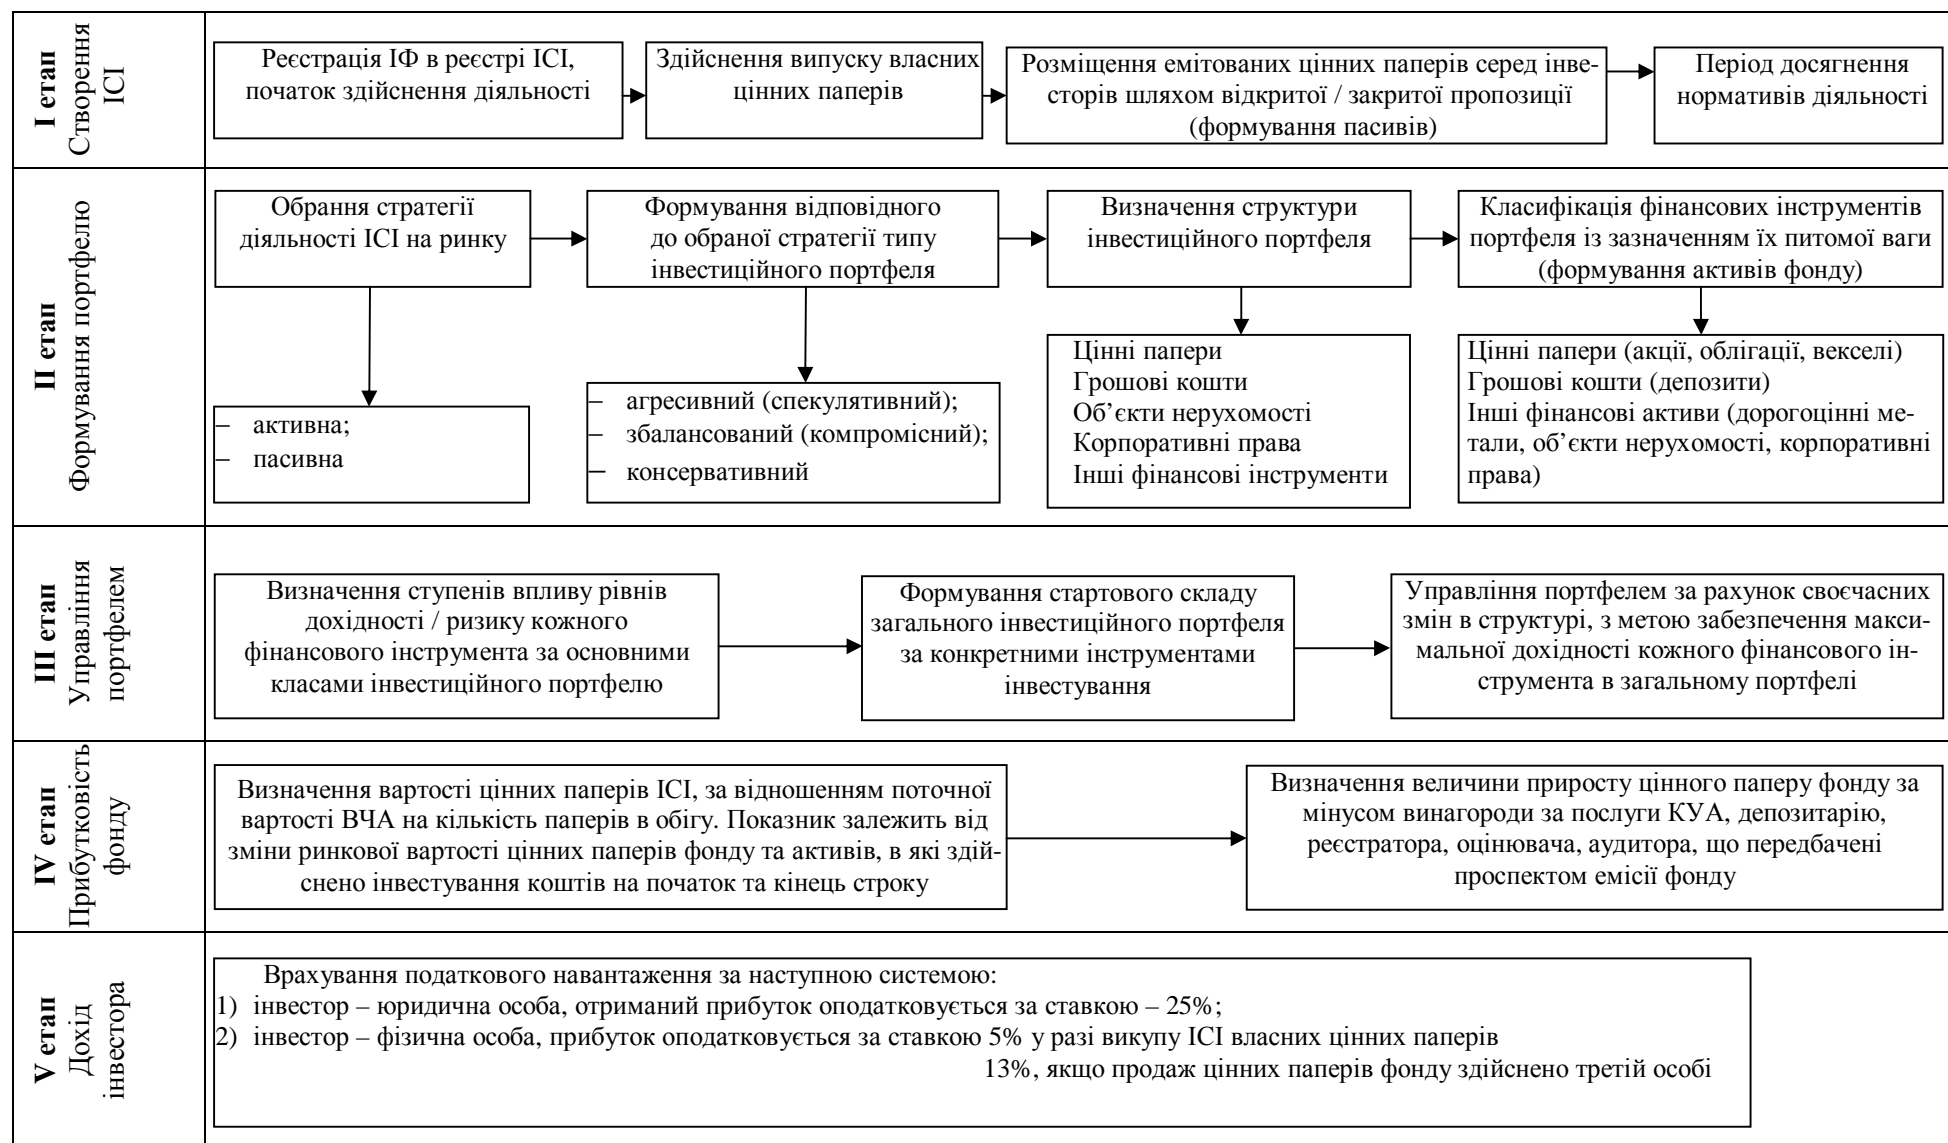 I етап
Створення
ІСІ
Реєстрація ІФ в реєстрі ІСІ,
початок здійснення діяльності
Здійснення випуску власних
цінних паперів
Розміщення емітованих цінних паперів серед інве-
сторів шляхом відкритої / закритої пропозиції
(формування пасивів)
Період досягнення
нормативів діяльності
II етап
Формування портфелю
Обрання стратегії
діяльності ІСІ на ринку
Формування відповідного
до обраної стратегії типу
інвестиційного портфеля
Визначення структури
інвестиційного портфеля
Класифікація фінансових інструментів
портфеля із зазначенням їх питомої ваги
(формування активів фонду)
– активна;
– пасивна
– агресивний (спекулятивний);
– збалансований (компромісний);
– консервативний
Цінні папери
Грошові кошти
Об’єкти нерухомості
Корпоративні права
Інші фінансові інструменти
Цінні папери (акції, облігації, векселі)
Грошові кошти (депозити)
Інші фінансові активи (дорогоцінні ме-
тали, об’єкти нерухомості, корпоративні
права)
III етап
Управління
портфелем
Визначення ступенів впливу рівнів
дохідності / ризику кожного
фінансового інструмента за основними
класами інвестиційного портфелю
Формування стартового складу
загального інвестиційного портфеля
за конкретними інструментами
інвестування
Управління портфелем за рахунок своєчасних
змін в структурі, з метою забезпечення макси-
мальної дохідності кожного фінансового ін-
струмента в загальному портфелі
IV етап
Прибутковість
фонду
Визначення вартості цінних паперів ІСІ, за відношенням поточної
вартості ВЧА на кількість паперів в обігу. Показник залежить від
зміни ринкової вартості цінних паперів фонду та активів, в які здій-
снено інвестування коштів на початок та кінець строку
Визначення величини приросту цінного паперу фонду за
мінусом винагороди за послуги КУА, депозитарію,
реєстратора, оцінювача, аудитора, що передбачені
проспектом емісії фонду
V етап
Дохід
інвестора
Врахування податкового навантаження за наступною системою:
1) інвестор – юридична особа, отриманий прибуток оподатковується за ставкою – 25%;
2) інвестор – фізична особа, прибуток оподатковується за ставкою 5% у разі викупу ІСІ власних цінних паперів
13%, якщо продаж цінних паперів фонду здійснено третій особі